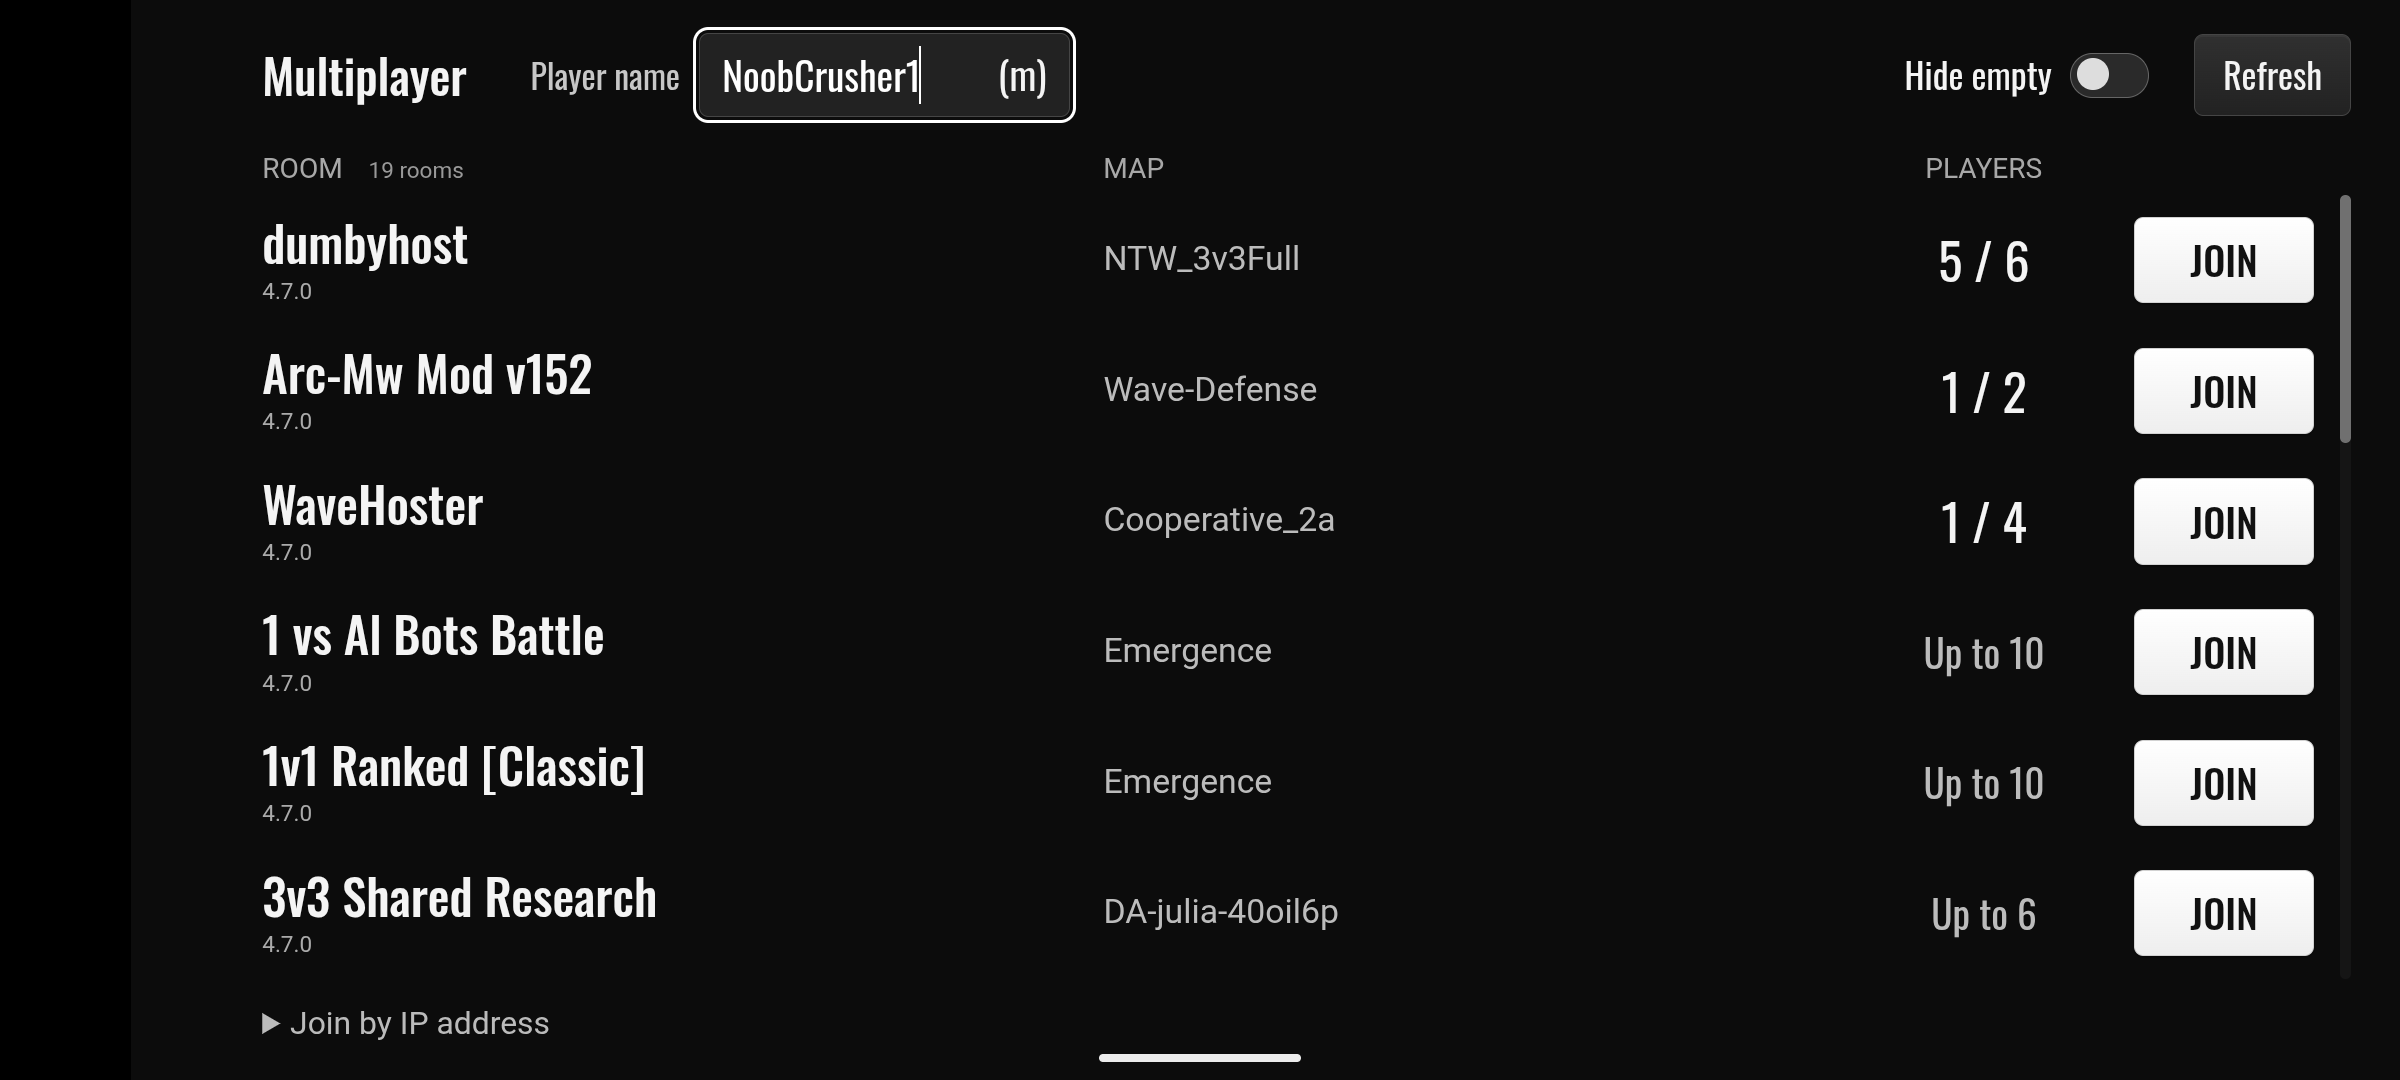 Multiplayer Player name NoobCrusher1 (m) Hide empty Refresh
ROOM 19 rooms MAP PLAYERS
dumbyhost
4.7.0
NTW_3v3Full 5 / 6 JOIN
Arc-Mw Mod v152
4.7.0
Wave-Defense 1 / 2 JOIN
WaveHoster
4.7.0
Cooperative_2a 1 / 4 JOIN
1 vs AI Bots Battle
4.7.0
Emergence Up to 10 JOIN
1v1 Ranked [Classic]
4.7.0
Emergence Up to 10 JOIN
3v3 Shared Research
4.7.0
DA-julia-40oil6p Up to 6 JOIN
▶ Join by IP address